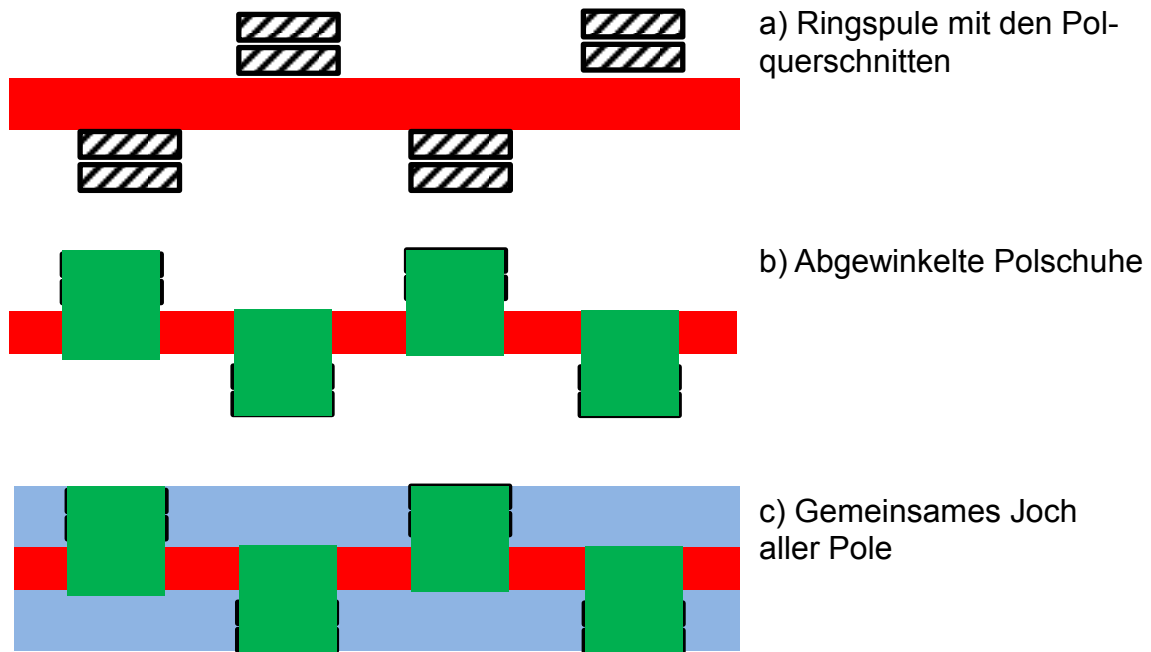 a) Ringspule mit den Pol-
querschnitten
b) Abgewinkelte Polschuhe
c) Gemeinsames Joch
aller Pole